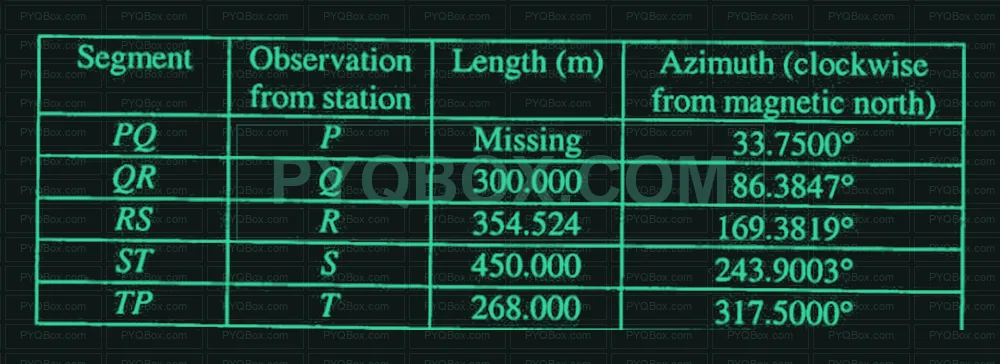 Segment Observation from station Length (m) Azimuth (clockwise from magnetic north)
PQ P Missing 33.7500°
QR Q 300.000 86.3847°
RS R 354.524 169.3819°
ST S 450.000 243.9003°
TP T 268.000 317.5000°
PYQBOX.COM